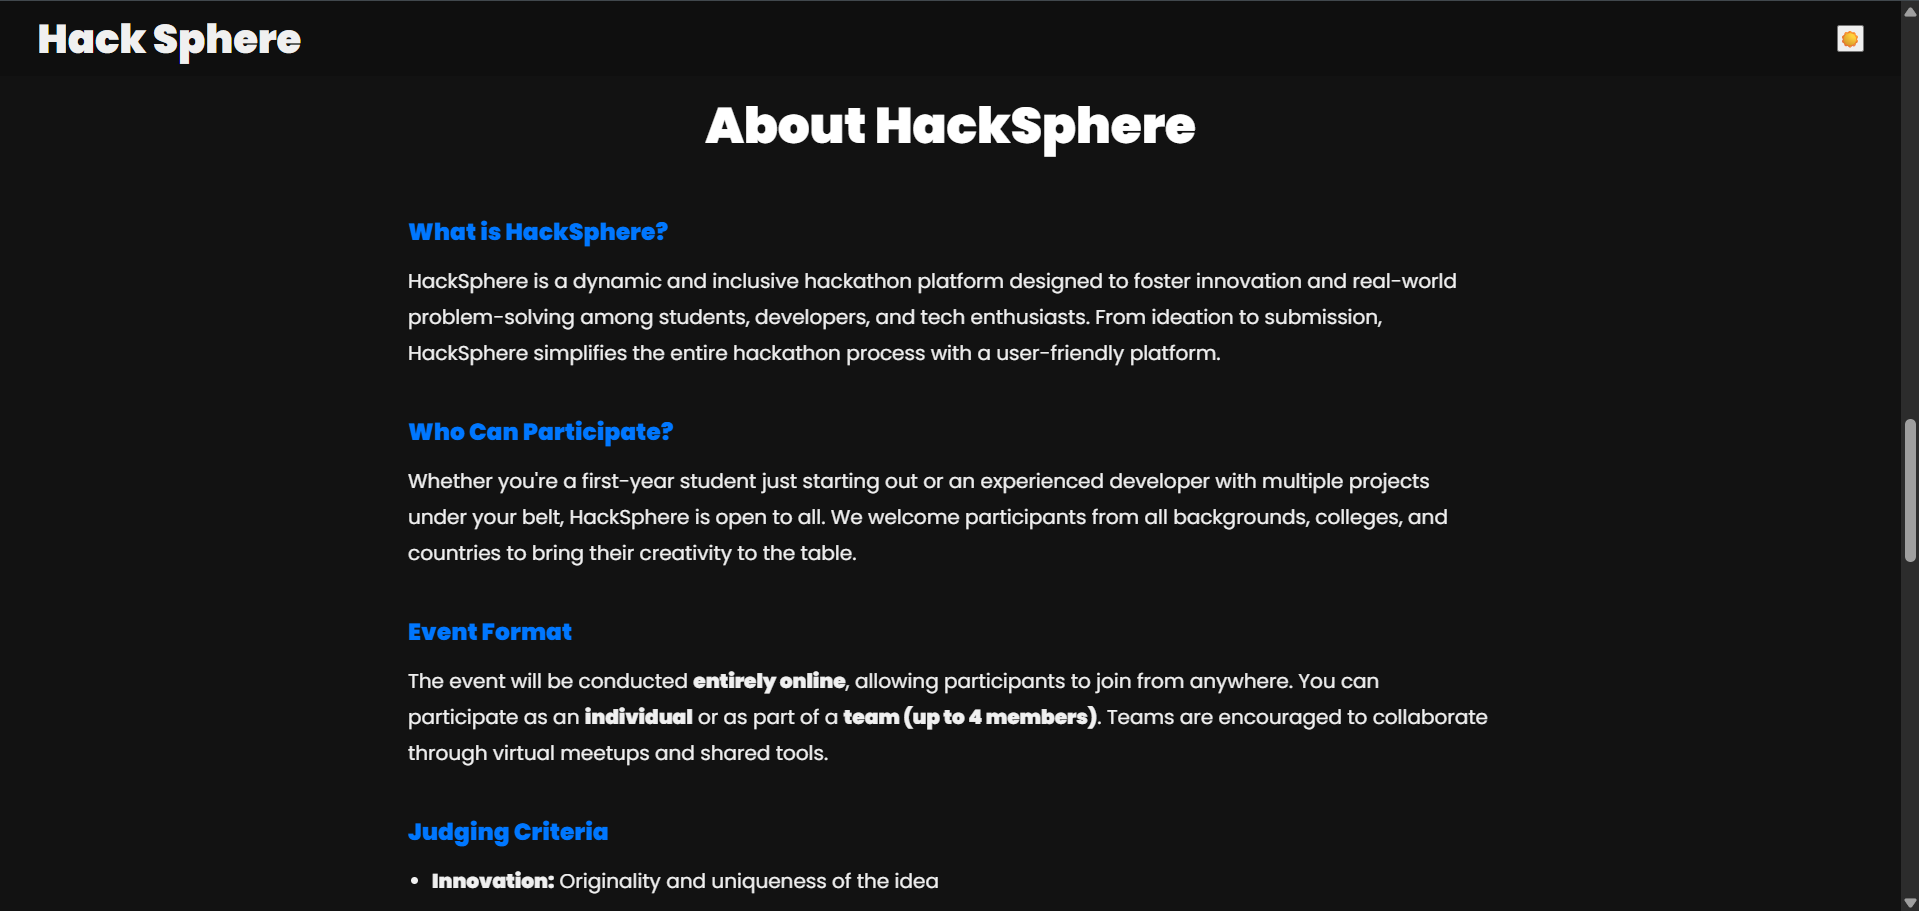 Hack Sphere
About HackSphere
What is HackSphere?
HackSphere is a dynamic and inclusive hackathon platform designed to foster innovation and real-world
problem-solving among students, developers, and tech enthusiasts. From ideation to submission,
HackSphere simplifies the entire hackathon process with a user-friendly platform.
Who Can Participate?
Whether you're a first-year student just starting out or an experienced developer with multiple projects
under your belt, HackSphere is open to all. We welcome participants from all backgrounds, colleges, and
countries to bring their creativity to the table.
Event Format
The event will be conducted entirely online, allowing participants to join from anywhere. You can
participate as an individual or as part of a team (up to 4 members). Teams are encouraged to collaborate
through virtual meetups and shared tools.
Judging Criteria
• Innovation: Originality and uniqueness of the idea